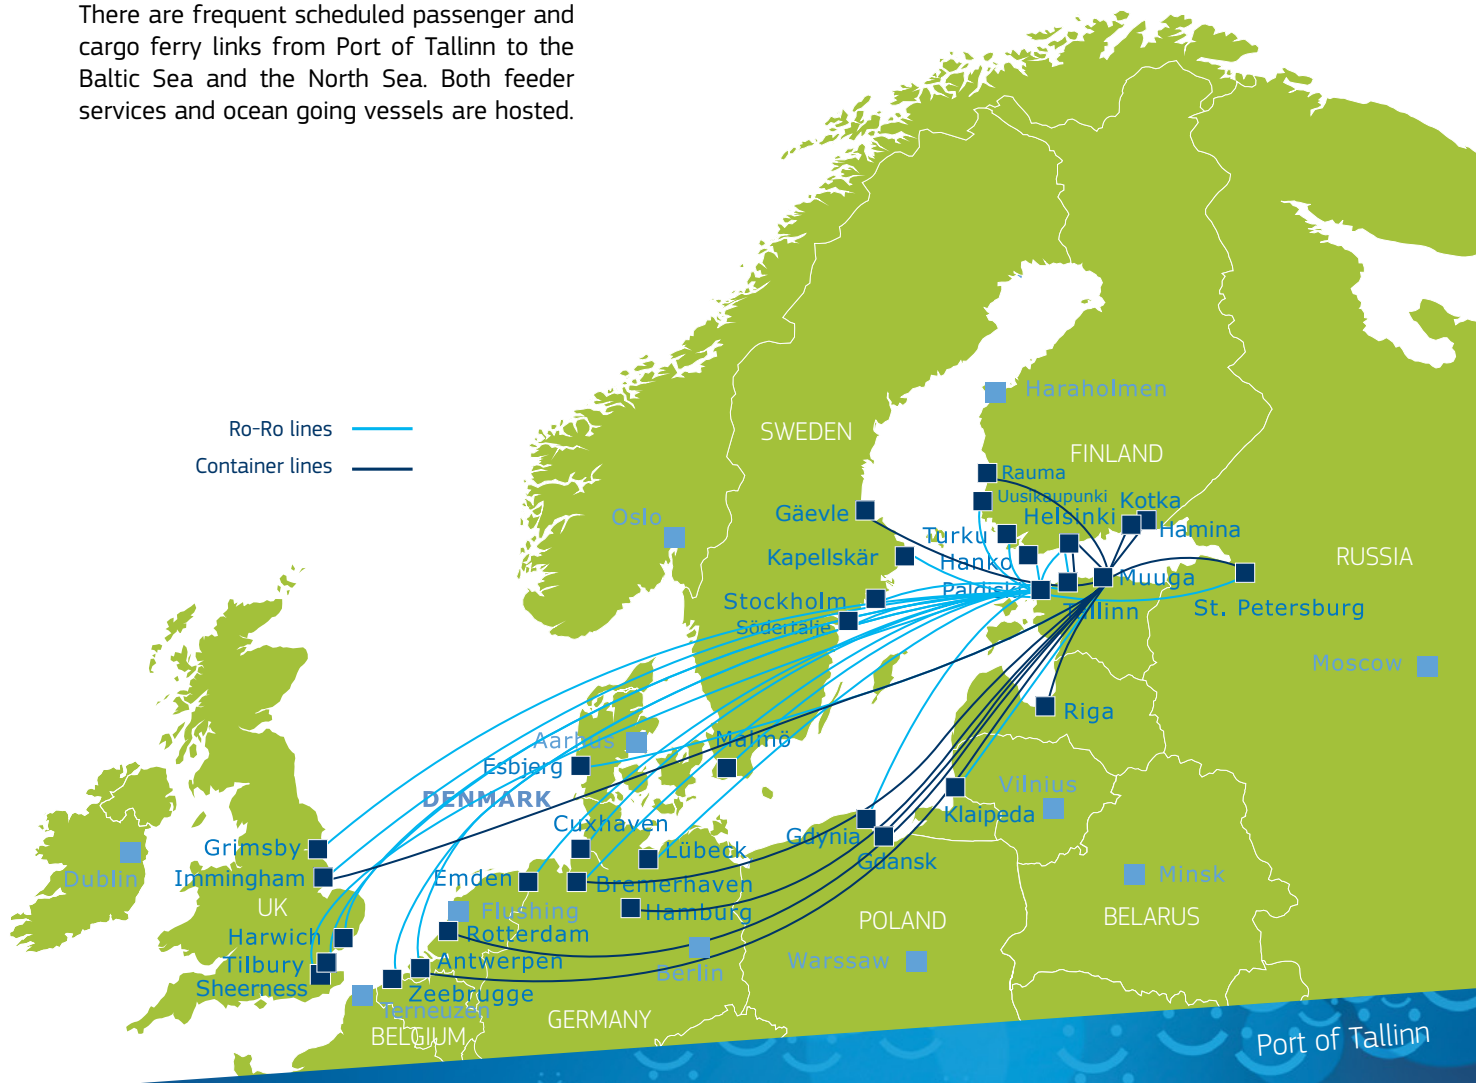 There are frequent scheduled passenger and
cargo ferry links from Port of Tallinn to the
Baltic Sea and the North Sea. Both feeder
services and ocean going vessels are hosted.
Ro-Ro lines
Container lines
Haraholmen
SWEDEN
FINLAND
Rauma
Uusikaupunki
Kotka
Gäevle
Oslo
Helsinki
Hamina
Turku
Kapellskär
Hanko
RUSSIA
Muuga
Paldiski
Stockholm
Tallinn
St. Petersburg
Södertälje
Moscow
Riga
Aarhus
Malmö
Esbjerg
Vilnius
DENMARK
Klaipeda
Cuxhaven
Gdynia
Grimsby
Lübeck
Gdansk
Dublin
Immingham
Emden
Bremerhaven
Minsk
UK
Flushing
Hamburg
POLAND
BELARUS
Harwich
Rotterdam
Tilbury
Antwerpen
Berlin
Warssaw
Sheerness
Zeebrugge
Terneuzen
GERMANY
BELGIUM
Port of Tallinn